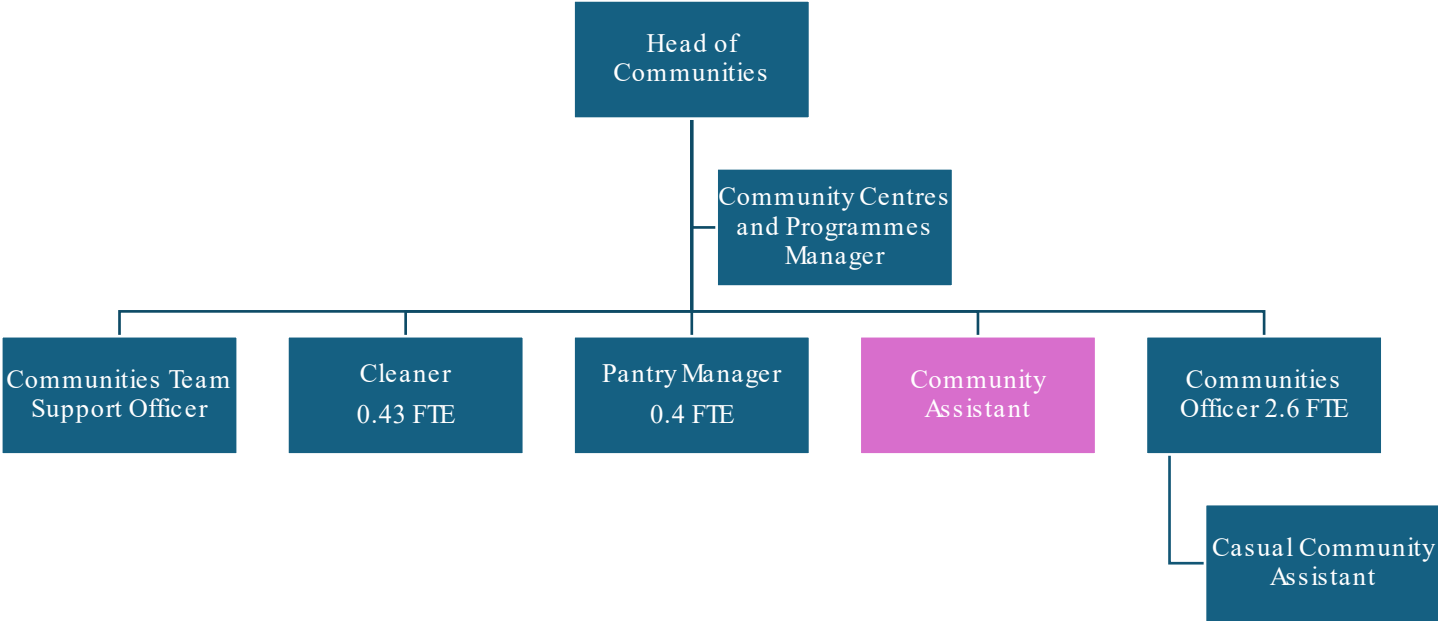 Head of
Communities
Community Centres
and Programmes
Manager
Communities Team
Support Officer
Cleaner
0.43 FTE
Pantry Manager
0.4 FTE
Community
Assistant
Communities
Officer 2.6 FTE
Casual Community
Assistant